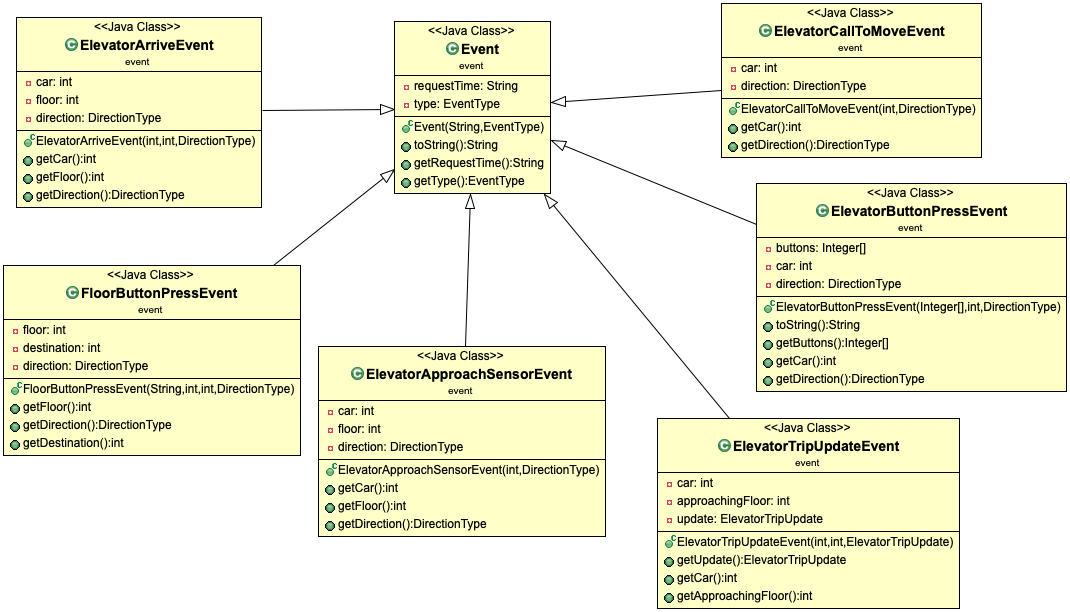 <<Java Class>>
ElevatorArriveEvent
event
car: int
floor: int
direction: DirectionType
ElevatorArriveEvent(int,int,DirectionType)
getCar():int
getFloor():int
getDirection():DirectionType
<<Java Class>>
Event
event
requestTime: String
type: EventType
Event(String,EventType)
toString():String
getRequestTime():String
getType():EventType
<<Java Class>>
ElevatorCallToMoveEvent
event
car: int
direction: DirectionType
ElevatorCallToMoveEvent(int,DirectionType)
getCar():int
getDirection():DirectionType
<<Java Class>>
ElevatorButtonPressEvent
event
buttons: Integer[]
car: int
direction: DirectionType
ElevatorButtonPressEvent(Integer[],int,DirectionType)
toString():String
getButtons():Integer[]
getCar():int
getDirection():DirectionType
<<Java Class>>
FloorButtonPressEvent
event
floor: int
destination: int
direction: DirectionType
FloorButtonPressEvent(String,int,int,DirectionType)
getFloor():int
getDirection():DirectionType
getDestination():int
<<Java Class>>
ElevatorApproachSensorEvent
event
car: int
floor: int
direction: DirectionType
ElevatorApproachSensorEvent(int,DirectionType)
getCar():int
getFloor():int
getDirection():DirectionType
<<Java Class>>
ElevatorTripUpdateEvent
event
car: int
approachingFloor: int
update: ElevatorTripUpdate
ElevatorTripUpdateEvent(int,int,ElevatorTripUpdate)
getUpdate():ElevatorTripUpdate
getCar():int
getApproachingFloor():int